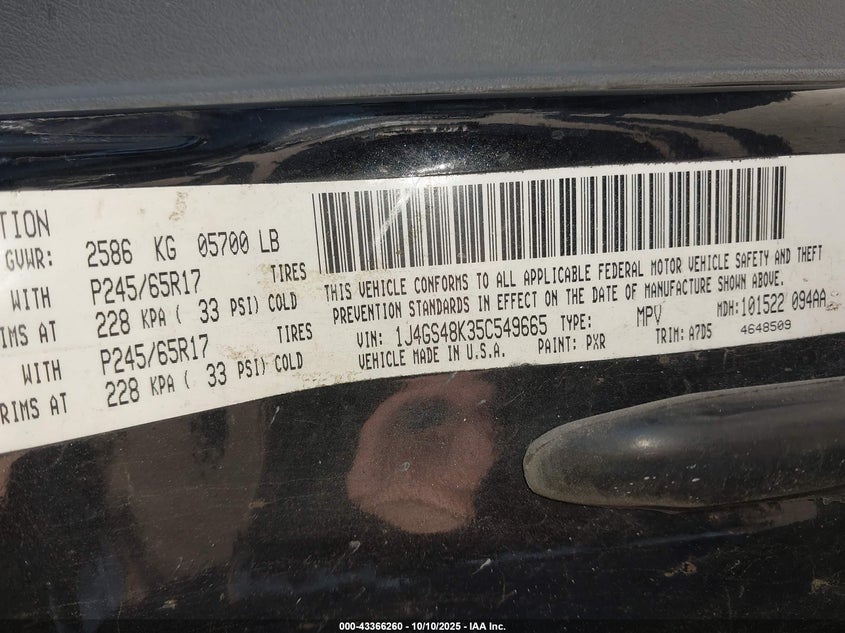 TION
GVWR: 2586 KG 05700 LB
WITH P245/65R17 TIRES
RIMS AT 228 KPA ( 33 PSI) COLD
WITH P245/65R17 TIRES
RIMS AT 228 KPA ( 33 PSI) COLD
THIS VEHICLE CONFORMS TO ALL APPLICABLE FEDERAL MOTOR VEHICLE SAFETY AND THEFT
PREVENTION STANDARDS IN EFFECT ON THE DATE OF MANUFACTURE SHOWN ABOVE.
VIN: 1J4GS48K35C549665 TYPE: MPV MDH: 101522 094AA
VEHICLE MADE IN U.S.A. PAINT: PXR TRIM: A7D5 4648509
000-43366260 - 10/10/2025 - IAA Inc.